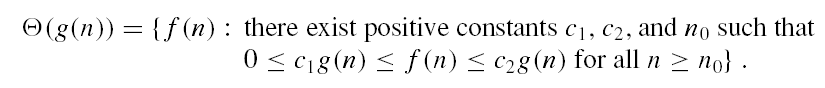 Θ(g(n)) = {f(n) : there exist positive constants c₁, c₂, and n₀ such that
0 ≤ c₁g(n) ≤ f(n) ≤ c₂g(n) for all n ≥ n₀} .